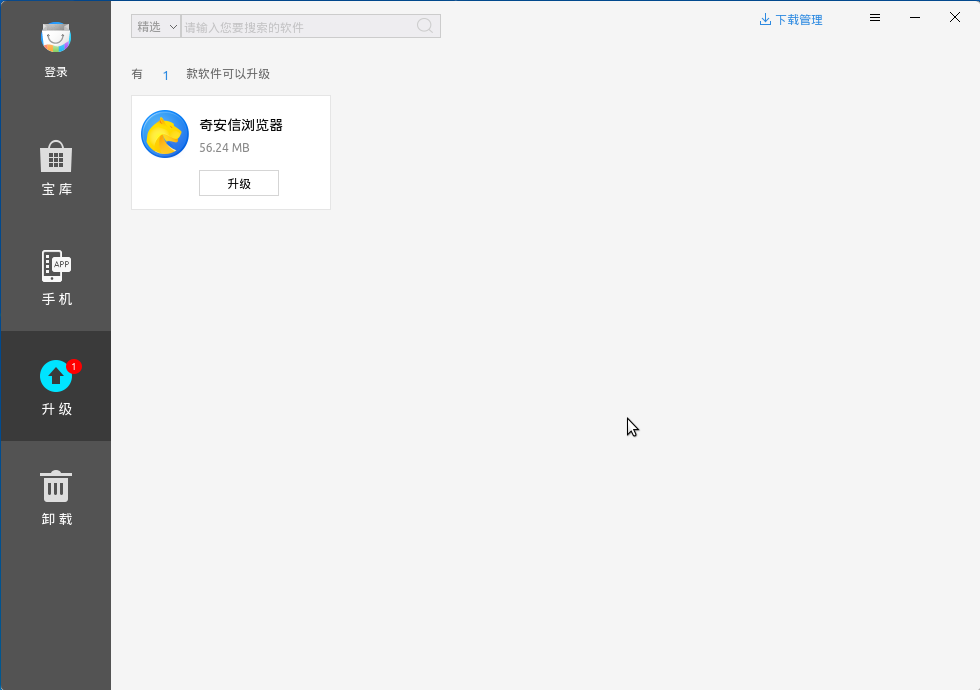 登录
宝 库
APP
手 机
1
升 级
卸 载
精选 请输入您要搜索的软件
下载管理
有 1 款软件可以升级
奇安信浏览器
56.24 MB
升级